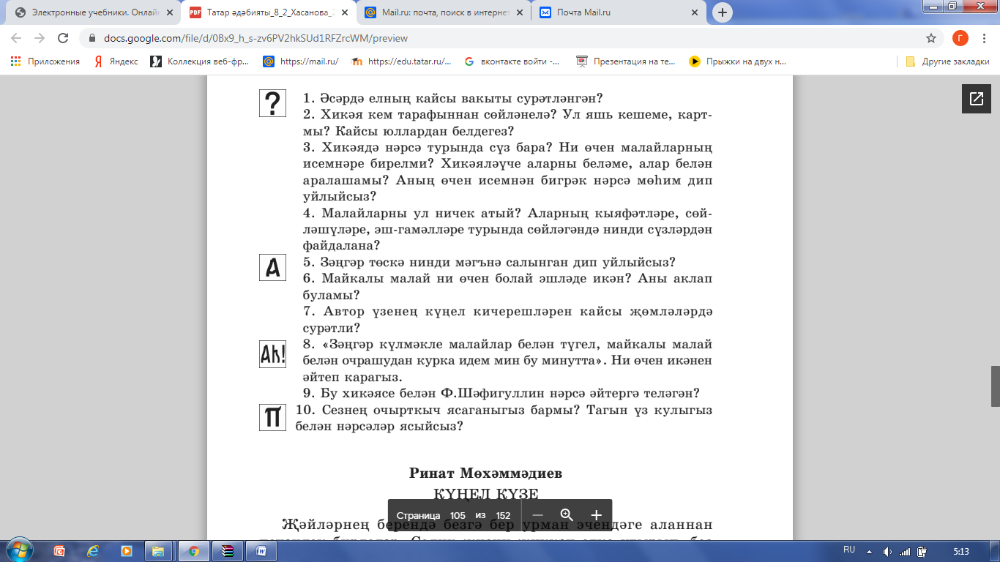 Электронные учебники. Онлайн
Татар әдәбияты_8_2_Хасанова_2
Mail.ru: почта, поиск в интернет
Почта Mail.ru
docs.google.com/file/d/0Bx9_h_s-zv6PV2hkSUd1RFZrcWM/preview
Г
Приложения
Яндекс
Коллекция веб-фр...
https://mail.ru/
https://edu.tatar.ru/...
вконтакте войти -...
Презентация на те...
Прыжки на двух н...
Другие закладки
?
1. Әсәрдә елның кайсы вакыты сурәтләнгән?
2. Хикәя кем тарафыннан сөйләнелә? Ул яшь кешеме, карт-
мы? Кайсы юллардан белдегез?
3. Хикәядә нәрсә турында сүз бара? Ни өчен малайларның
исемнәре бирелми? Хикәяләүче аларны беләме, алар белән
аралашамы? Аның өчен исемнән бигрәк нәрсә мөһим дип
уйлыйсыз?
4. Малайларны ул ничек атый? Аларның кыяфәтләре, сөй-
ләшүләре, эш-гамәлләре турында сөйләгәндә нинди сүзләрдән
файдалана?
А
5. Зәңгәр төскә нинди мәгънә салынган дип уйлыйсыз?
6. Майкалы малай ни өчен болай эшләде икән? Аны аклап
буламы?
7. Автор үзенең күңел кичерешләрен кайсы җөмләләрдә
сурәтли?
Аһ!
8. «Зәңгәр күлмәкле малайлар белән түгел, майкалы малай
белән очрашудан курка идем мин бу минутта». Ни өчен икәнен
әйтеп карагыз.
9. Бу хикәясе белән Ф.Шәфигуллин нәрсә әйтергә теләгән?
П
10. Сезнең очырткыч ясаганыгыз бармы? Тагын үз кулыгыз
белән нәрсәләр ясыйсыз?
Ринат Мөхәммәдиев
КҮҢЕЛ КҮЗЕ
Страница 105 из 152
Җәйләрнең берендә безгә бер урман эчендәге аланнан
RU
5:13